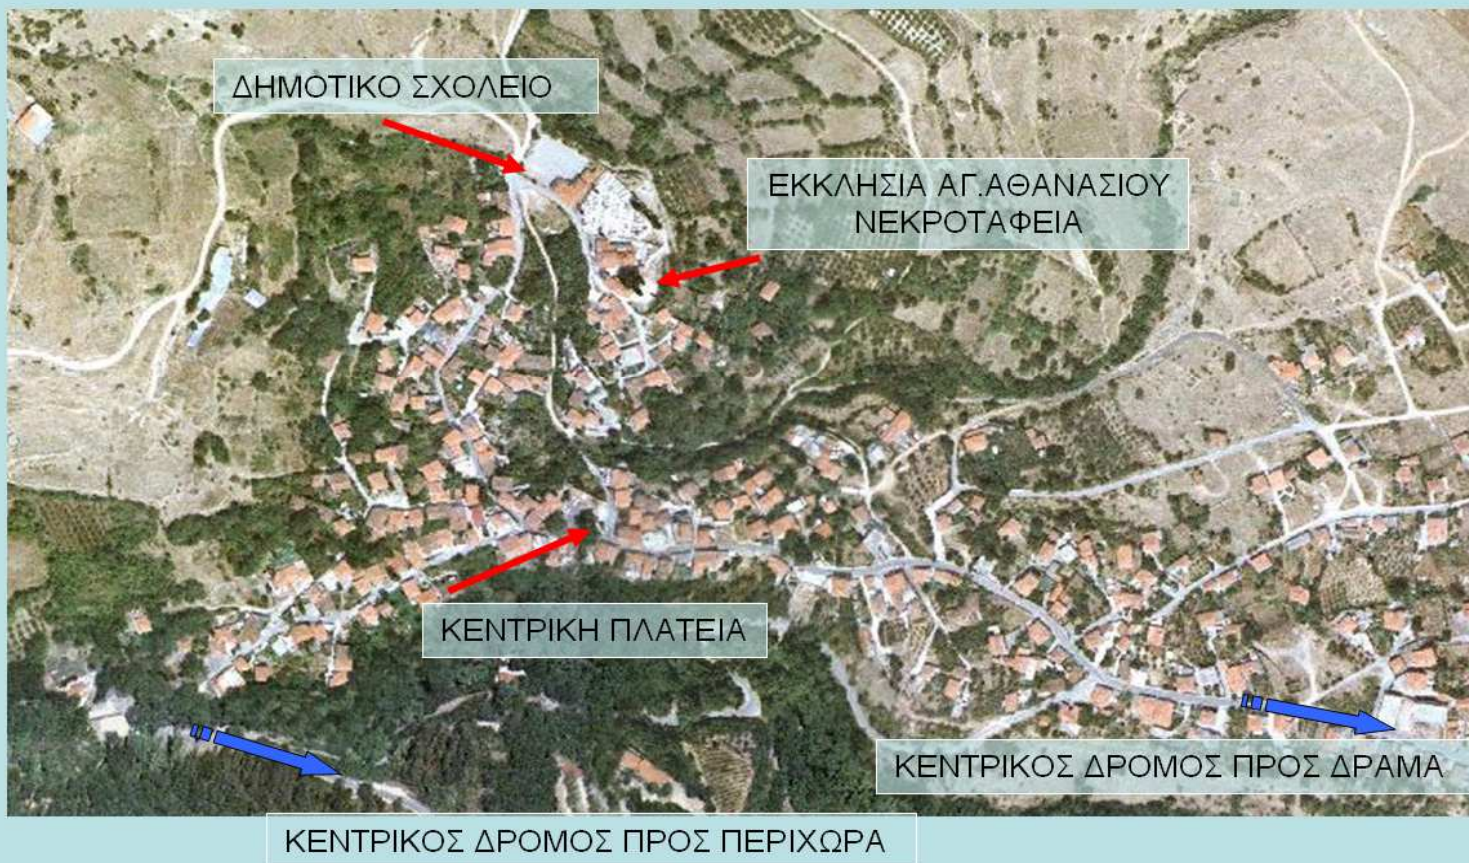 ΔΗΜΟΤΙΚΟ ΣΧΟΛΕΙΟ
ΕΚΚΛΗΣΙΑ ΑΓ.ΑΘΑΝΑΣΙΟΥ
ΝΕΚΡΟΤΑΦΕΙΑ
ΚΕΝΤΡΙΚΗ ΠΛΑΤΕΙΑ
ΚΕΝΤΡΙΚΟΣ ΔΡΟΜΟΣ ΠΡΟΣ ΔΡΑΜΑ
ΚΕΝΤΡΙΚΟΣ ΔΡΟΜΟΣ ΠΡΟΣ ΠΕΡΙΧΩΡΑ